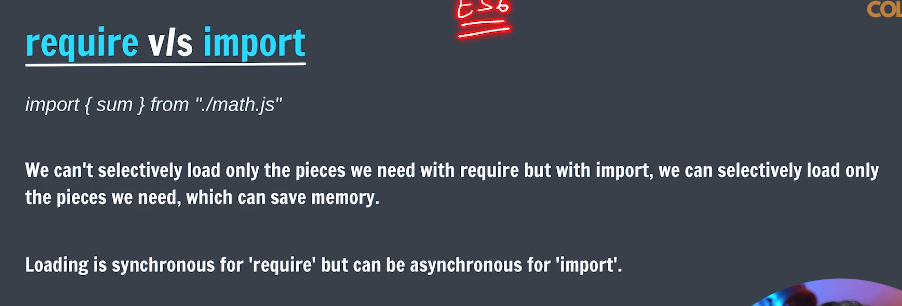 ES6
COL
require v/s import
import { sum } from "./math.js"
We can't selectively load only the pieces we need with require but with import, we can selectively load only
the pieces we need, which can save memory.
Loading is synchronous for 'require' but can be asynchronous for 'import'.